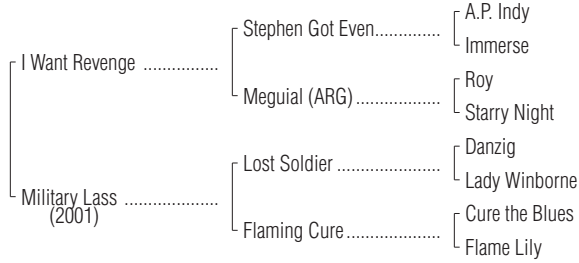 A.P. Indy
Stephen Got Even..............
Immerse
I Want Revenge ................
Roy
Meguial (ARG)..................
Starry Night
Danzig
Lost Soldier ......................
Lady Winborne
Military Lass ....................
(2001)
Cure the Blues
Flaming Cure....................
Flame Lily